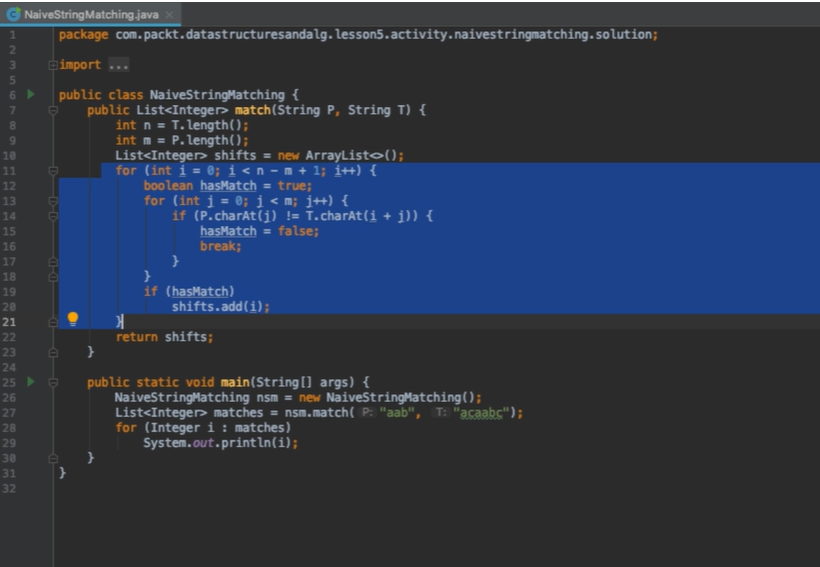 NaiveStringMatching.java
1 package com.packt.datastructuresandalg.lesson5.activity.naivestringmatching.solution;
2
3 import ...
5
6 public class NaiveStringMatching {
7 public List<Integer> match(String P, String T) {
8 int n = T.length();
9 int m = P.length();
10 List<Integer> shifts = new ArrayList<>();
11 for (int i = 0; i < n - m + 1; i++) {
12 boolean hasMatch = true;
13 for (int j = 0; j < m; j++) {
14 if (P.charAt(j) != T.charAt(i + j)) {
15 hasMatch = false;
16 break;
17 }
18 }
19 if (hasMatch)
20 shifts.add(i);
21 }
22 return shifts;
23 }
24
25 public static void main(String[] args) {
26 NaiveStringMatching nsm = new NaiveStringMatching();
27 List<Integer> matches = nsm.match( P: "aab", T: "acaabc");
28 for (Integer i : matches)
29 System.out.println(i);
30 }
31 }
32